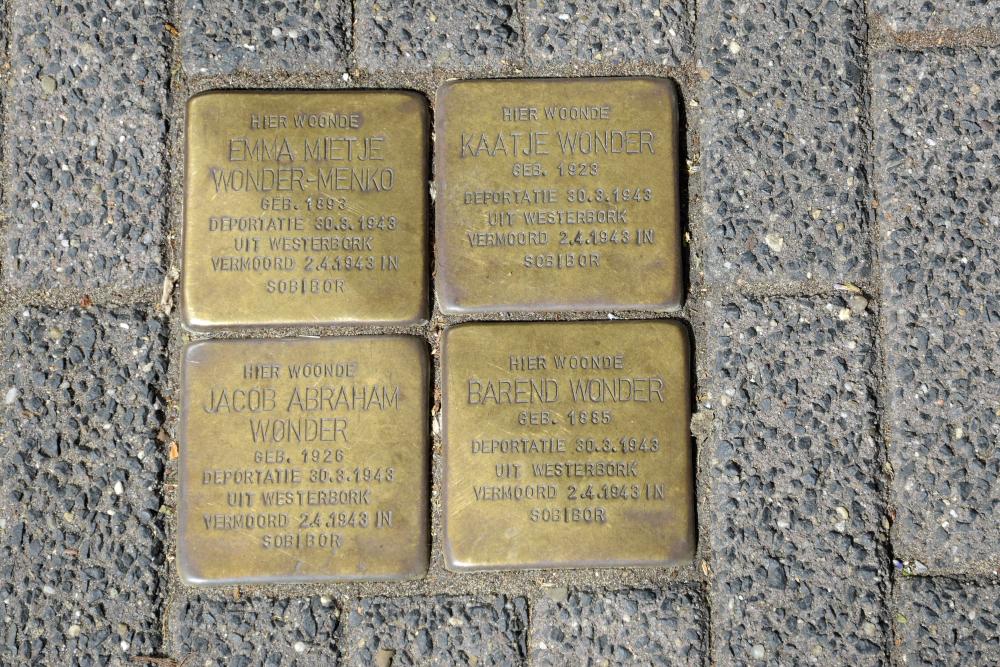 HIER WOONDE
EMMA MIETJE
WONDER-MENKO
GEB. 1893
DEPORTATIE 30.3.1943
UIT WESTERBORK
VERMOORD 2.4.1943 IN
SOBIBOR
HIER WOONDE
KAATJE WONDER
GEB. 1923
DEPORTATIE 30.3.1943
UIT WESTERBORK
VERMOORD 2.4.1943 IN
SOBIBOR
HIER WOONDE
JACOB ABRAHAM
WONDER
GEB. 1926
DEPORTATIE 30.3.1943
UIT WESTERBORK
VERMOORD 2.4.1943 IN
SOBIBOR
HIER WOONDE
BAREND WONDER
GEB. 1885
DEPORTATIE 30.3.1943
UIT WESTERBORK
VERMOORD 2.4.1943 IN
SOBIBOR